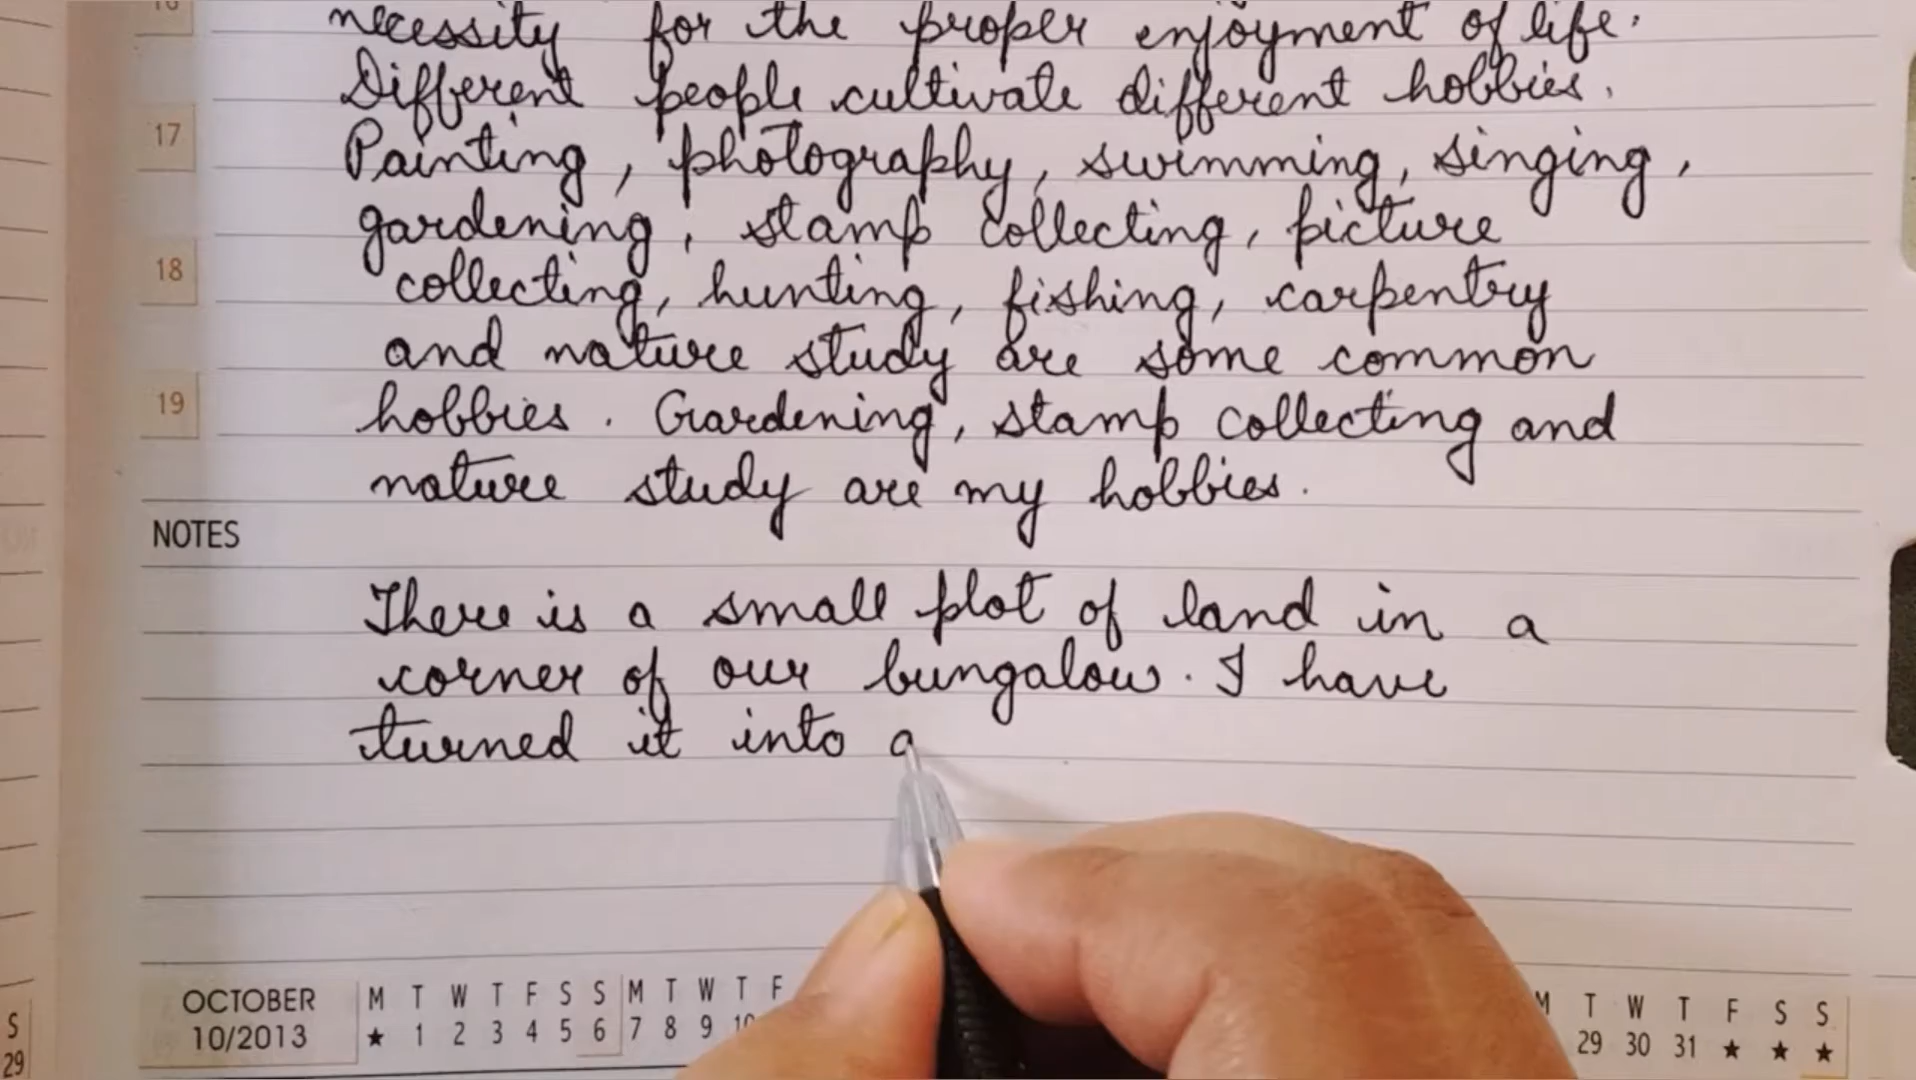 necessity for the proper enjoyment of life.
Different people cultivate different hobbies.
17
Painting, photography, swimming, singing,
gardening, stamp collecting, picture
18
collecting, hunting, fishing, carpentry
and nature study are some common
19
hobbies. Gardening, stamp collecting and
nature study are my hobbies.
NOTES
There is a small plot of land in a
corner of our bungalow. I have
turned it into a
OCTOBER
10/2013
M T W T F S S M T W T F
★ 1 2 3 4 5 6 7 8 9 10
T W T F S S
29 30 31 ★ ★ ★
S
29